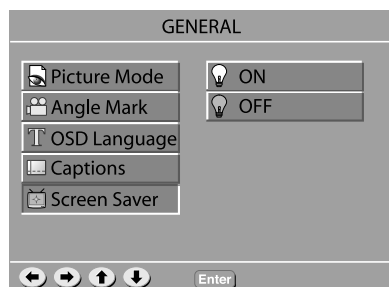 GENERAL
Picture Mode
Angle Mark
OSD Language
Captions
Screen Saver
ON
OFF
Enter